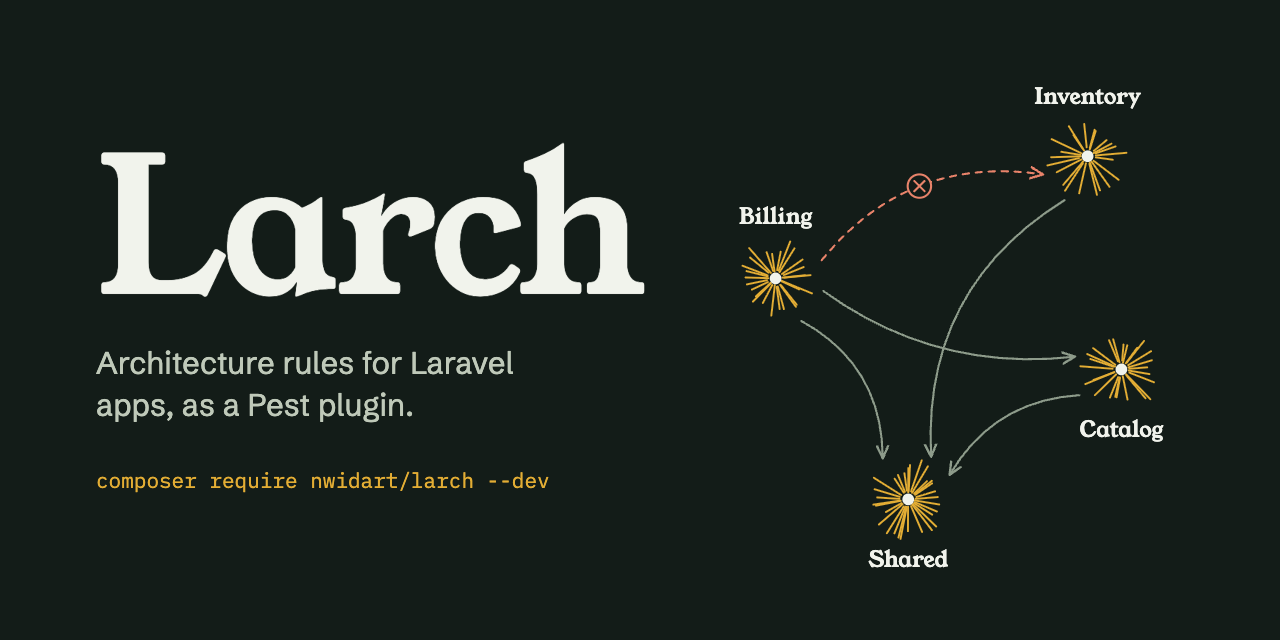 Larch
Architecture rules for Laravel
apps, as a Pest plugin.
composer require nwidart/larch --dev
Inventory
Billing
Catalog
Shared